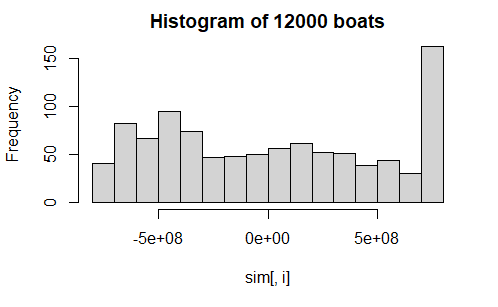 Histogram of 12000 boats
Frequency
150
100
50
0
-5e+08 0e+00 5e+08
sim[, i]